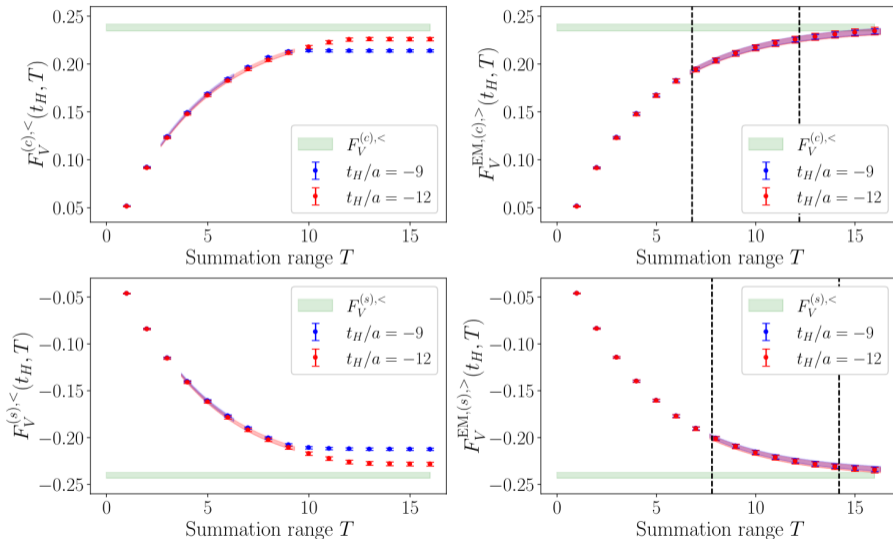 0.25
0.20
0.15
0.10
0.05
F_V^{(c),<}(t_H, T)
F_V^{(c),<}
t_H/a = −9
t_H/a = −12
0 5 10 15
Summation range T
0.25
0.20
0.15
0.10
0.05
F_V^{EM,(c),>}(t_H, T)
F_V^{(c),<}
t_H/a = −9
t_H/a = −12
0 5 10 15
Summation range T
−0.05
−0.10
−0.15
−0.20
−0.25
F_V^{(s),<}(t_H, T)
F_V^{(s),<}
t_H/a = −9
t_H/a = −12
0 5 10 15
Summation range T
−0.05
−0.10
−0.15
−0.20
−0.25
F_V^{EM,(s),>}(t_H, T)
F_V^{(s),<}
t_H/a = −9
t_H/a = −12
0 5 10 15
Summation range T